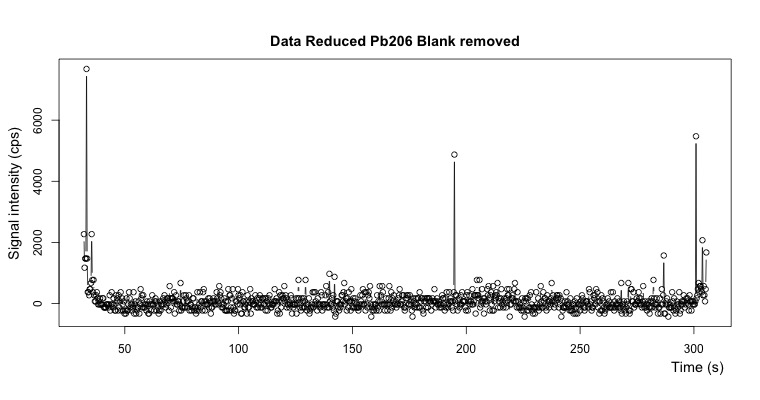 Data Reduced Pb206 Blank removed
Signal intensity (cps)
6000
4000
2000
0
50 100 150 200 250 300
Time (s)